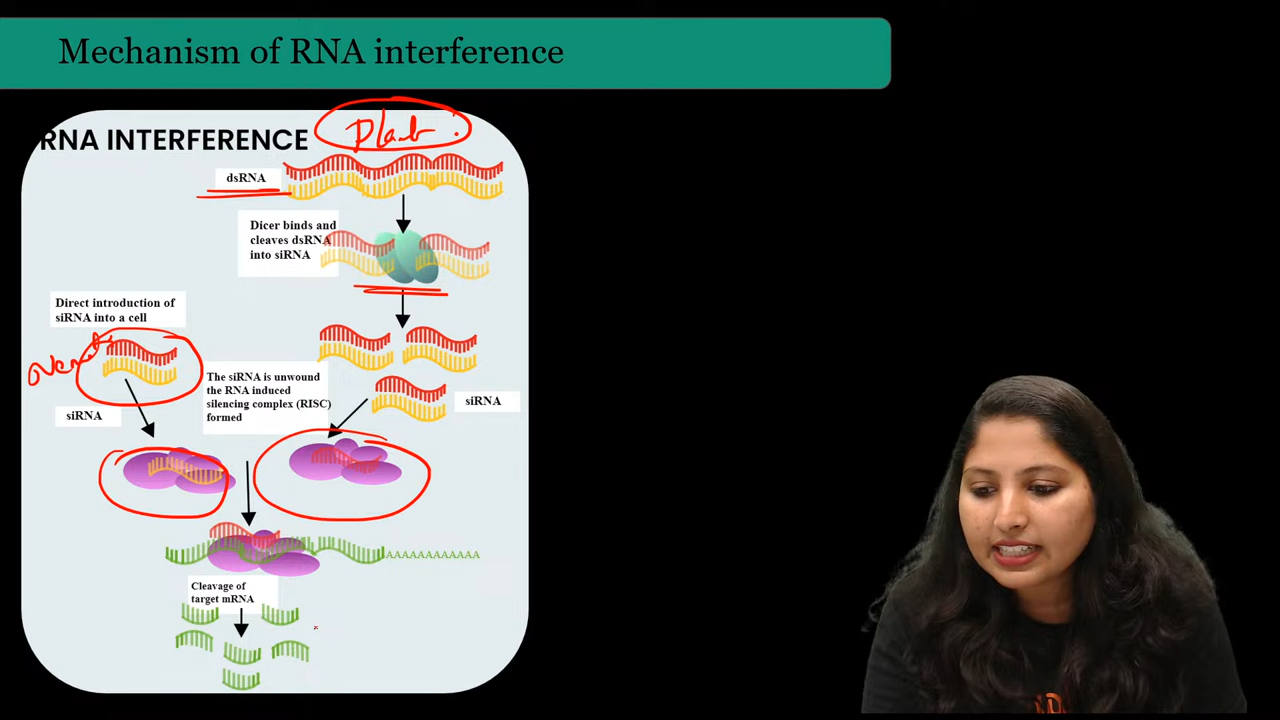 Mechanism of RNA interference
RNA INTERFERENCE
dsRNA
Dicer binds and
cleaves dsRNA
into siRNA
Direct introduction of
siRNA into a cell
The siRNA is unwound
the RNA induced
silencing complex (RISC)
formed
siRNA
siRNA
AAAAAAAAAAAA
Cleavage of
target mRNA